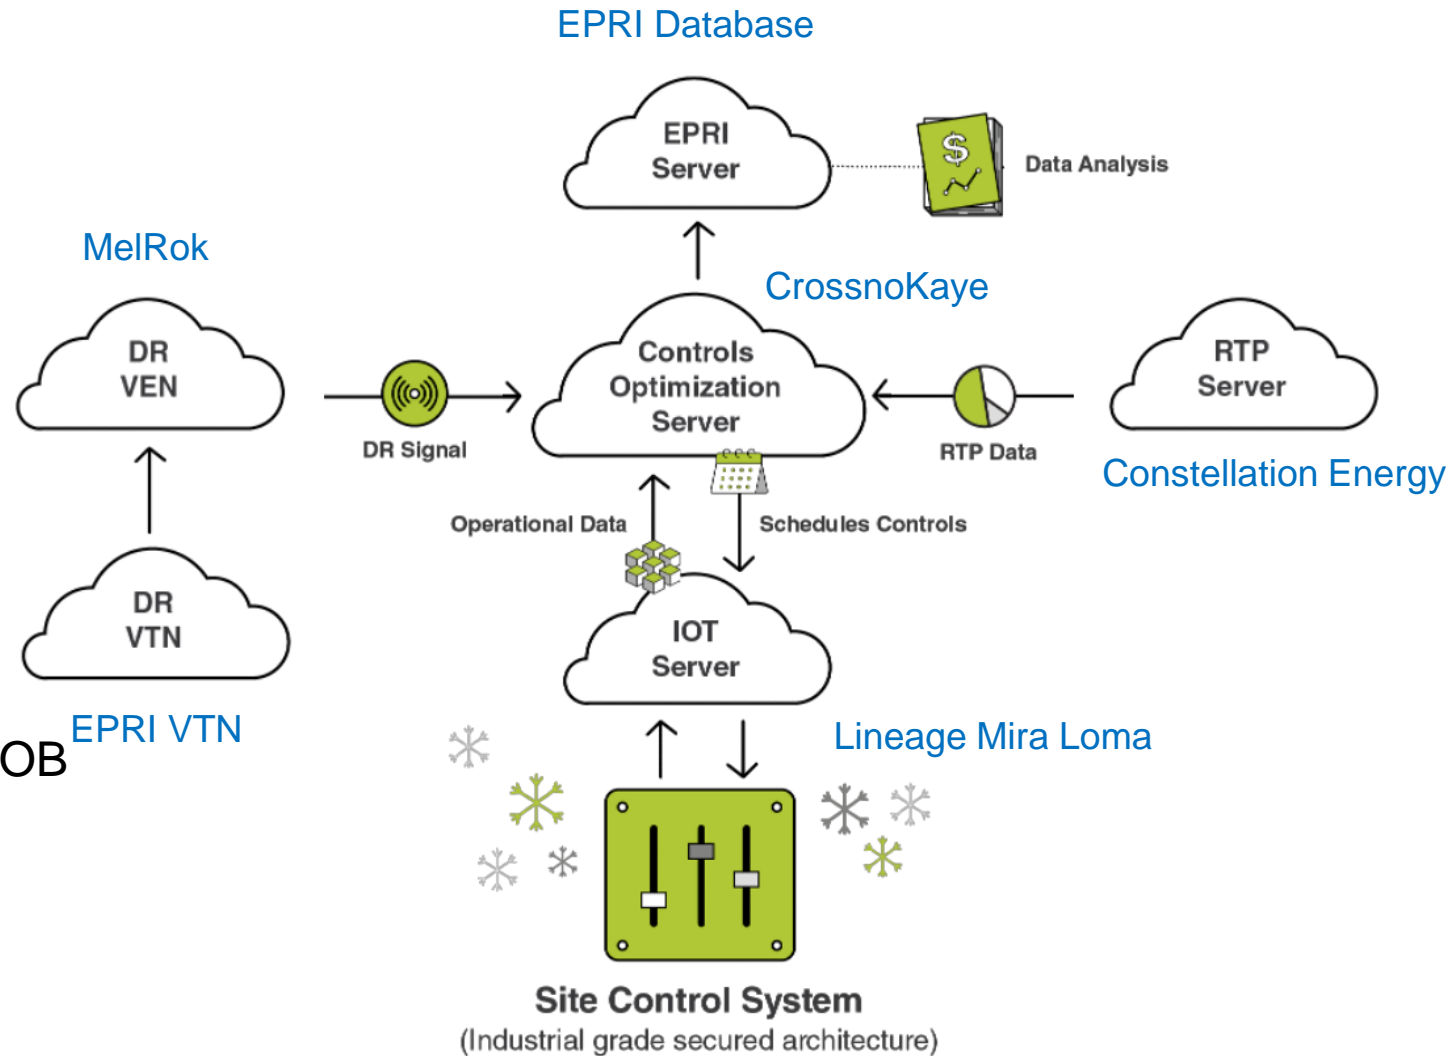 EPRI Database
EPRI
Server
$
Data Analysis
MelRok
CrossnoKaye
DR
VEN
DR Signal
Controls
Optimization
Server
RTP Data
RTP
Server
Constellation Energy
Operational Data
Schedules Controls
DR
VTN
IOT
Server
EPRI VTN
OB
Lineage Mira Loma
Site Control System
(Industrial grade secured architecture)